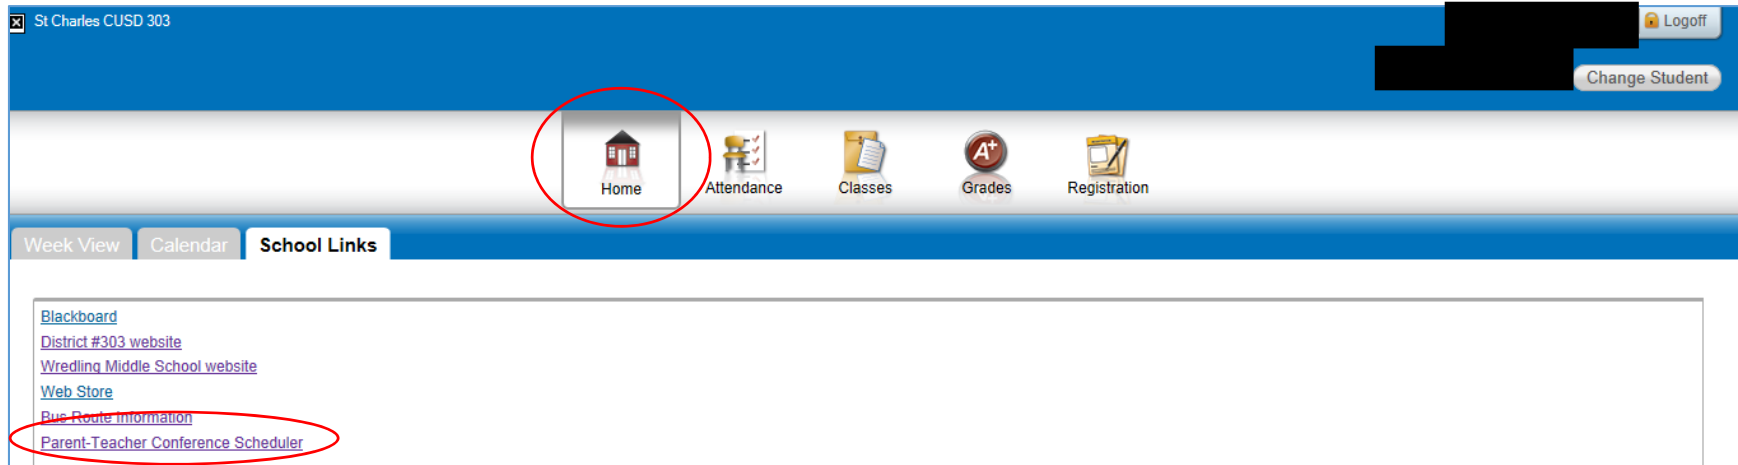 St Charles CUSD 303
Logoff
Change Student
Home
Attendance
Classes
A+
Grades
Registration
Week View
Calendar
School Links
Blackboard
District #303 website
Wredling Middle School website
Web Store
Bus Route Information
Parent-Teacher Conference Scheduler